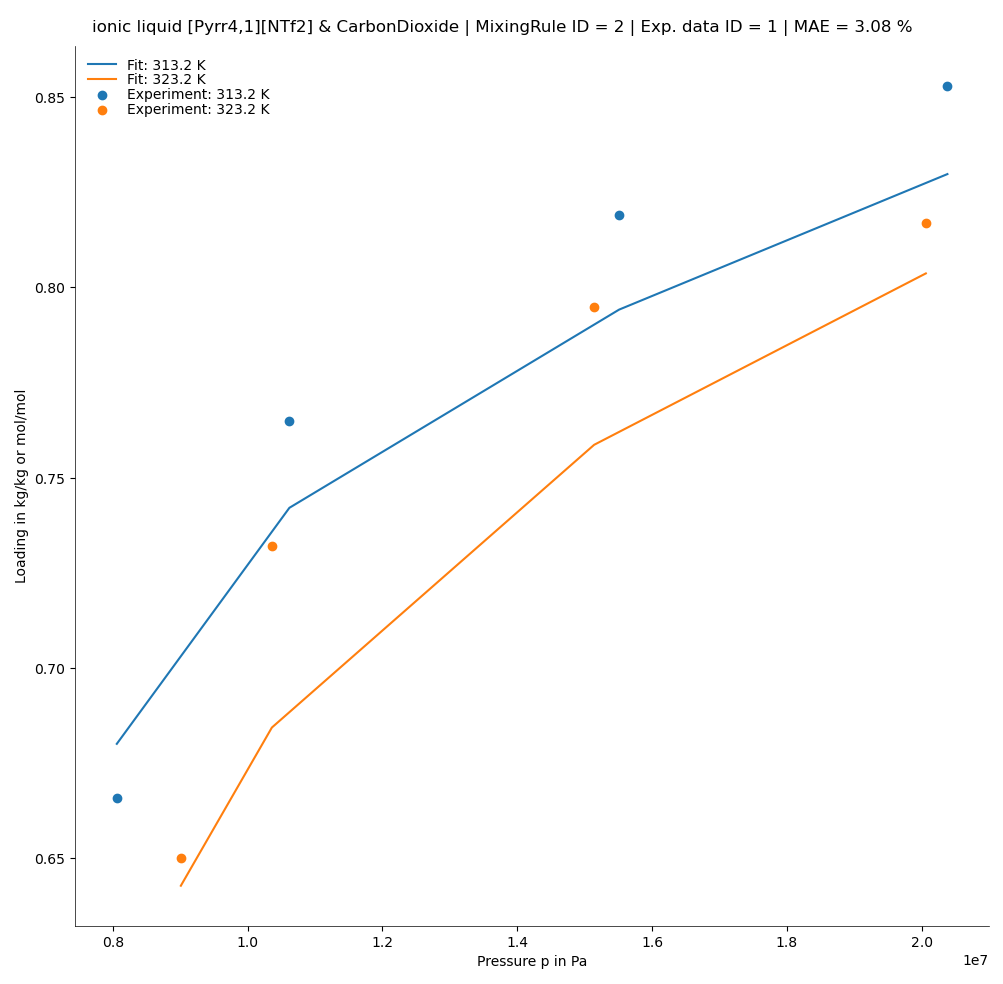 ionic liquid [Pyrr4,1][NTf2] & CarbonDioxide | MixingRule ID = 2 | Exp. data ID = 1 | MAE = 3.08 %
Fit: 313.2 K
Fit: 323.2 K
Experiment: 313.2 K
Experiment: 323.2 K
0.85
0.80
0.75
0.70
0.65
Loading in kg/kg or mol/mol
0.8 1.0 1.2 1.4 1.6 1.8 2.0
1e7
Pressure p in Pa